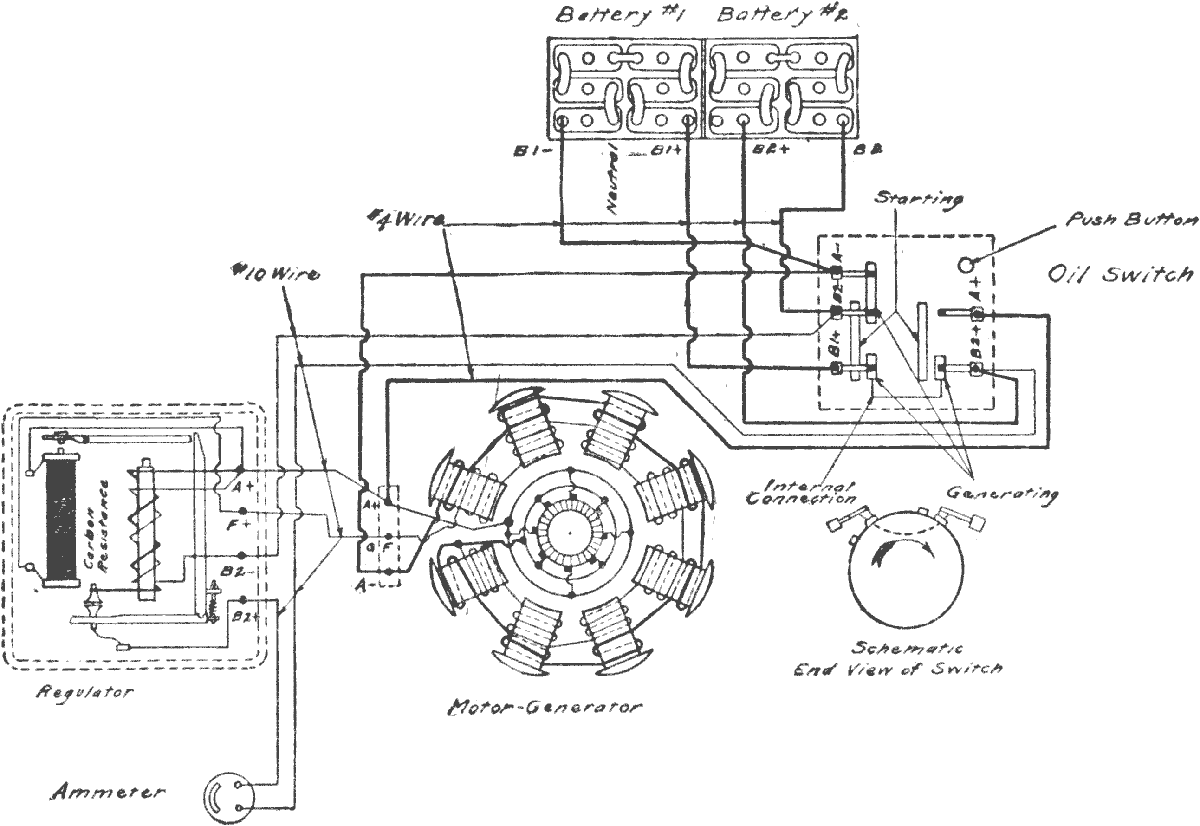 Battery #1 Battery #2
B1- B1+ B2+ B2
Neutral
Starting
#4 Wire
Push Button
#10 Wire
Oil Switch
A-
B2-
B1+
A+
B2+
Carbon
Resistance
A+
F+
B2-
B2+
A+
F
A-
Internal
Connection
Generating
Schematic
End View of Switch
Regulator
Motor-Generator
Ammeter